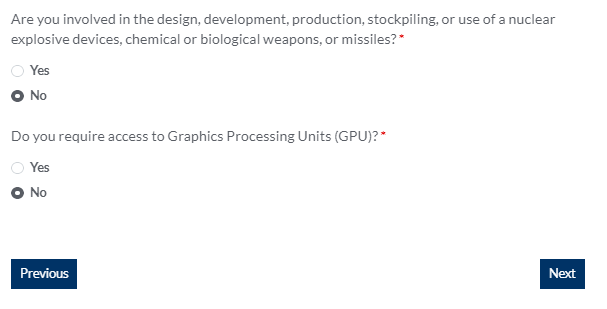 Are you involved in the design, development, production, stockpiling, or use of a nuclear
explosive devices, chemical or biological weapons, or missiles? *
Yes
No
Do you require access to Graphics Processing Units (GPU)? *
Yes
No
Previous
Next